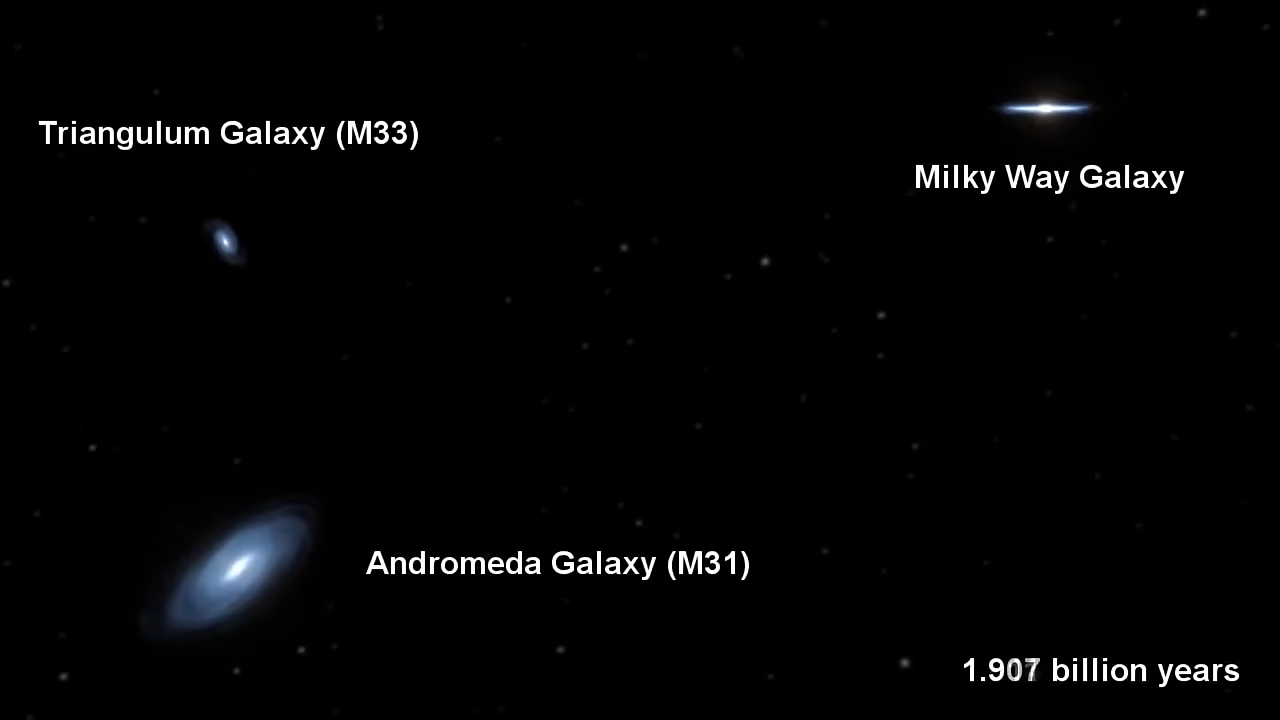 Triangulum Galaxy (M33)
Milky Way Galaxy
Andromeda Galaxy (M31)
1.907 billion years